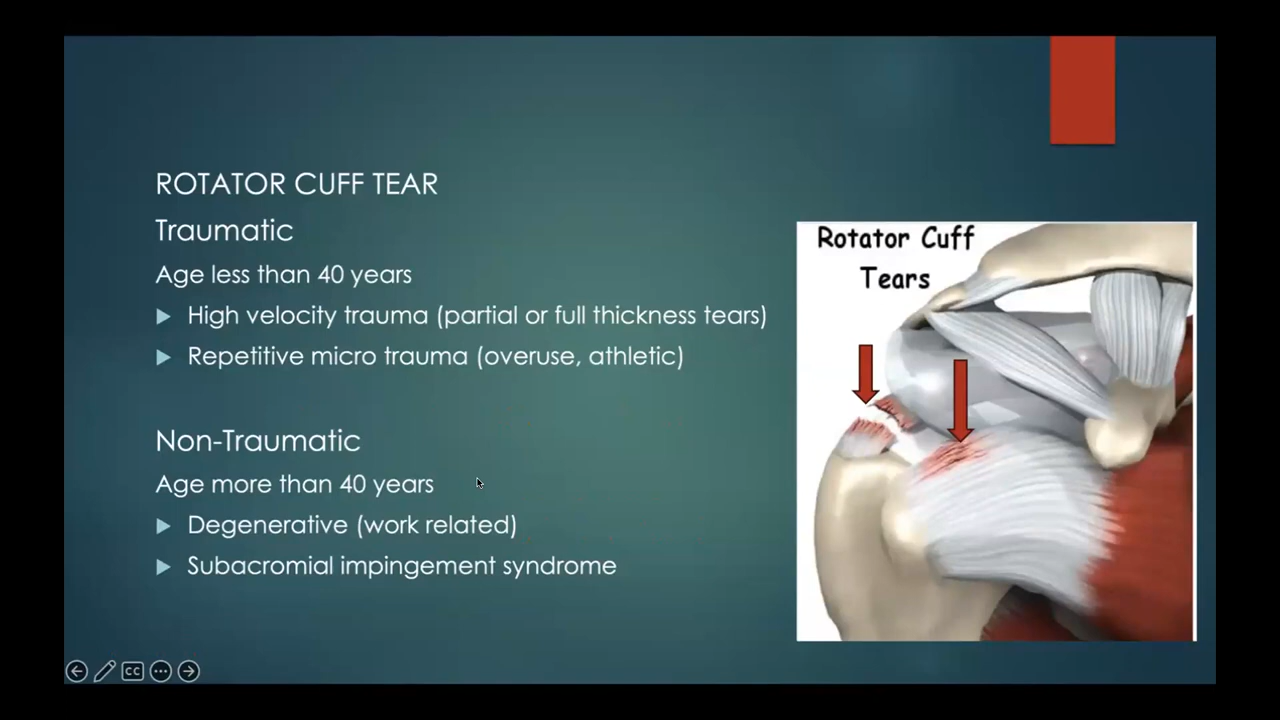 ROTATOR CUFF TEAR
Traumatic
Age less than 40 years
High velocity trauma (partial or full thickness tears)
Repetitive micro trauma (overuse, athletic)
Non-Traumatic
Age more than 40 years
Degenerative (work related)
Subacromial impingement syndrome
Rotator Cuff
Tears
CC